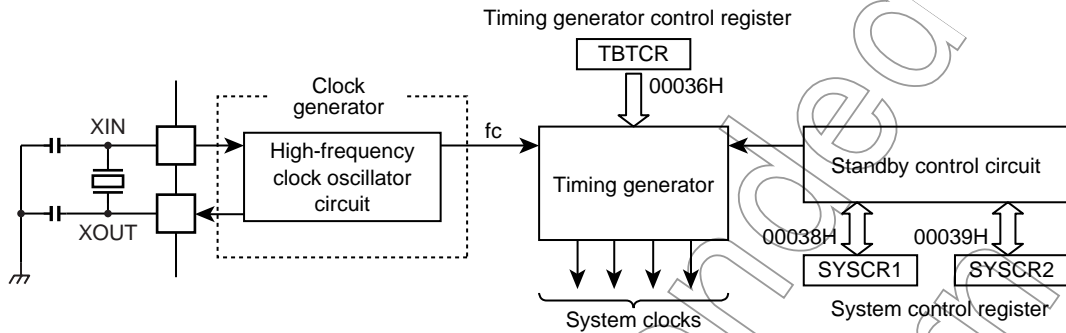 Timing generator control register
TBTCR
00036H
Clock
generator
XIN
fc
High-frequency
clock oscillator
circuit
Timing generator
Standby control circuit
XOUT
00038H
00039H
SYSCR1
SYSCR2
System clocks
System control register